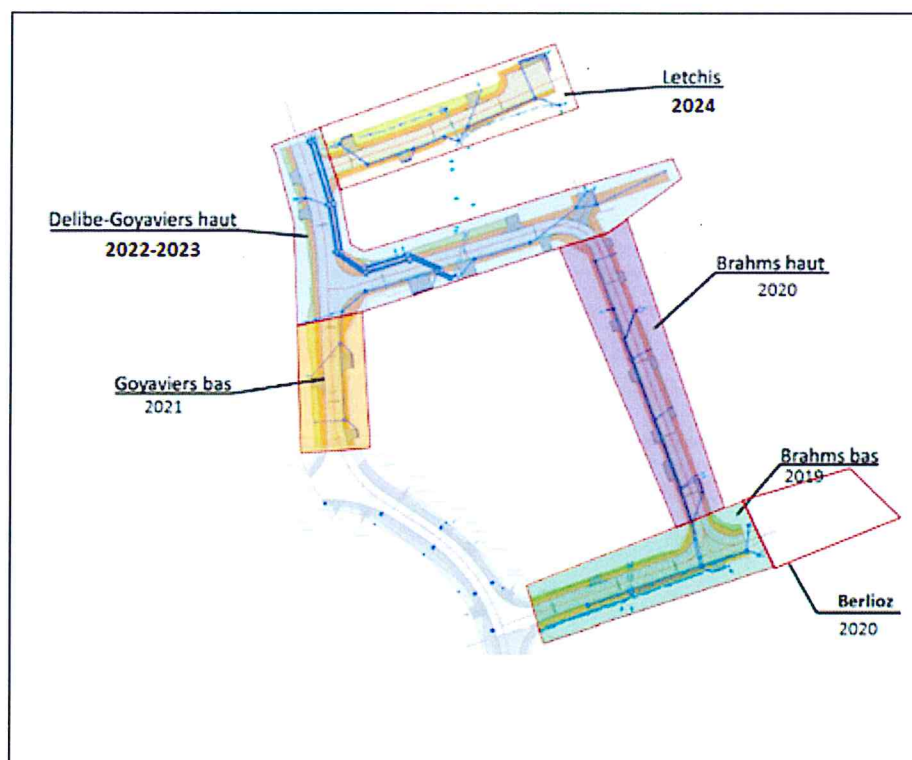 Letchis
2024
Delibe-Goyaviers haut
2022-2023
Brahms haut
2020
Goyaviers bas
2021
Brahms bas
2019
Berlioz
2020